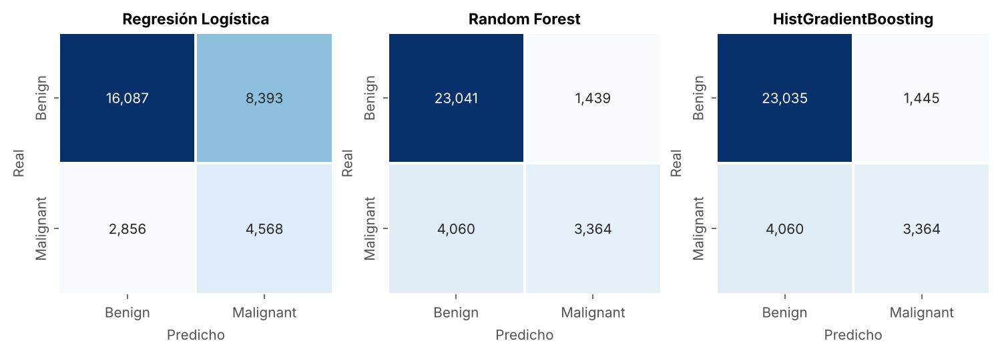 Regresión Logística
Benign
16,087
8,393
Real
Malignant
2,856
4,568
Benign
Malignant
Predicho
Random Forest
Benign
23,041
1,439
Real
Malignant
4,060
3,364
Benign
Malignant
Predicho
HistGradientBoosting
Benign
23,035
1,445
Real
Malignant
4,060
3,364
Benign
Malignant
Predicho